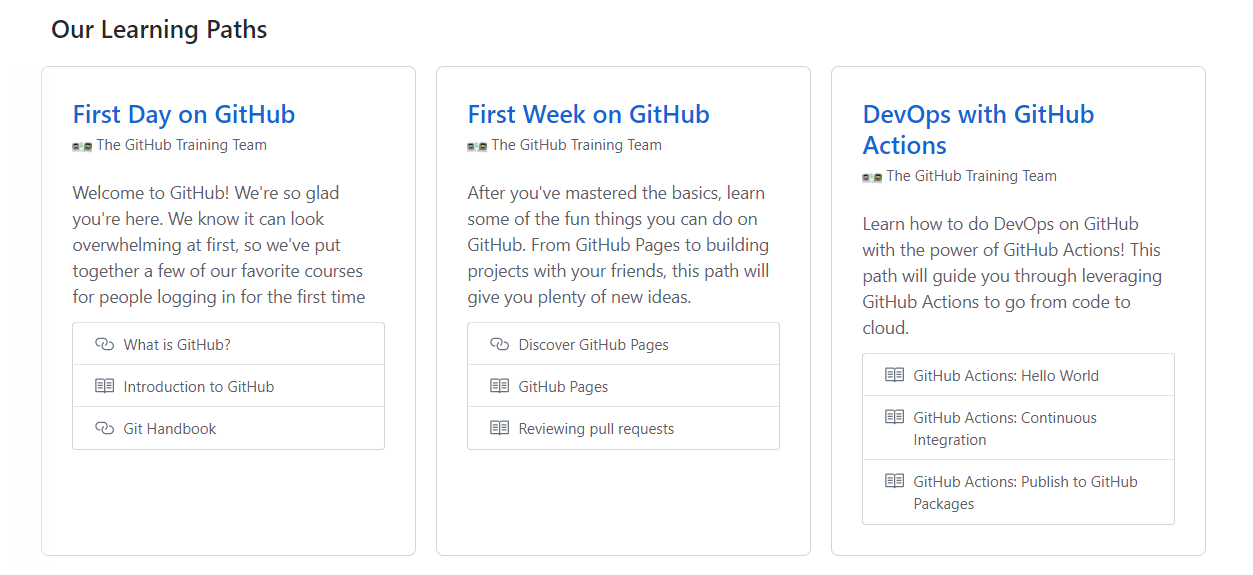 Our Learning Paths
First Day on GitHub
The GitHub Training Team
Welcome to GitHub! We're so glad
you're here. We know it can look
overwhelming at first, so we've put
together a few of our favorite courses
for people logging in for the first time
What is GitHub?
Introduction to GitHub
Git Handbook
First Week on GitHub
The GitHub Training Team
After you've mastered the basics, learn
some of the fun things you can do on
GitHub. From GitHub Pages to building
projects with your friends, this path will
give you plenty of new ideas.
Discover GitHub Pages
GitHub Pages
Reviewing pull requests
DevOps with GitHub
Actions
The GitHub Training Team
Learn how to do DevOps on GitHub
with the power of GitHub Actions! This
path will guide you through leveraging
GitHub Actions to go from code to
cloud.
GitHub Actions: Hello World
GitHub Actions: Continuous
Integration
GitHub Actions: Publish to GitHub
Packages